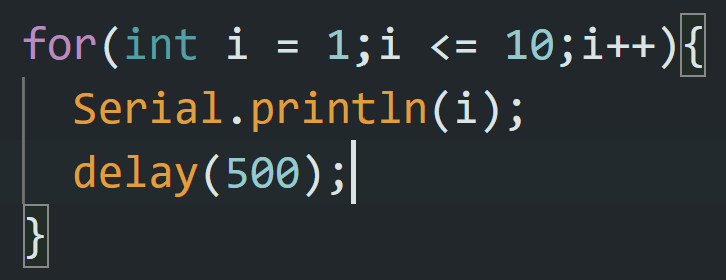 for(int i = 1;i <= 10;i++){
  Serial.println(i);
  delay(500);
}